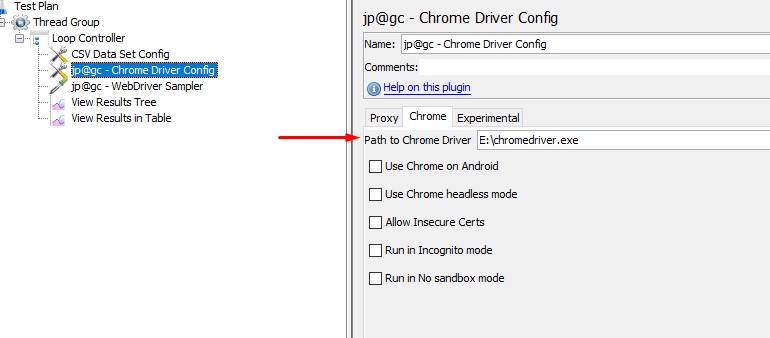 Test Plan
Thread Group
Loop Controller
CSV Data Set Config
jp@gc - Chrome Driver Config
jp@gc - WebDriver Sampler
View Results Tree
View Results in Table
jp@gc - Chrome Driver Config
Name: jp@gc - Chrome Driver Config
Comments:
Help on this plugin
Proxy Chrome Experimental
Path to Chrome Driver E:\chromedriver.exe
Use Chrome on Android
Use Chrome headless mode
Allow Insecure Certs
Run in Incognito mode
Run in No sandbox mode